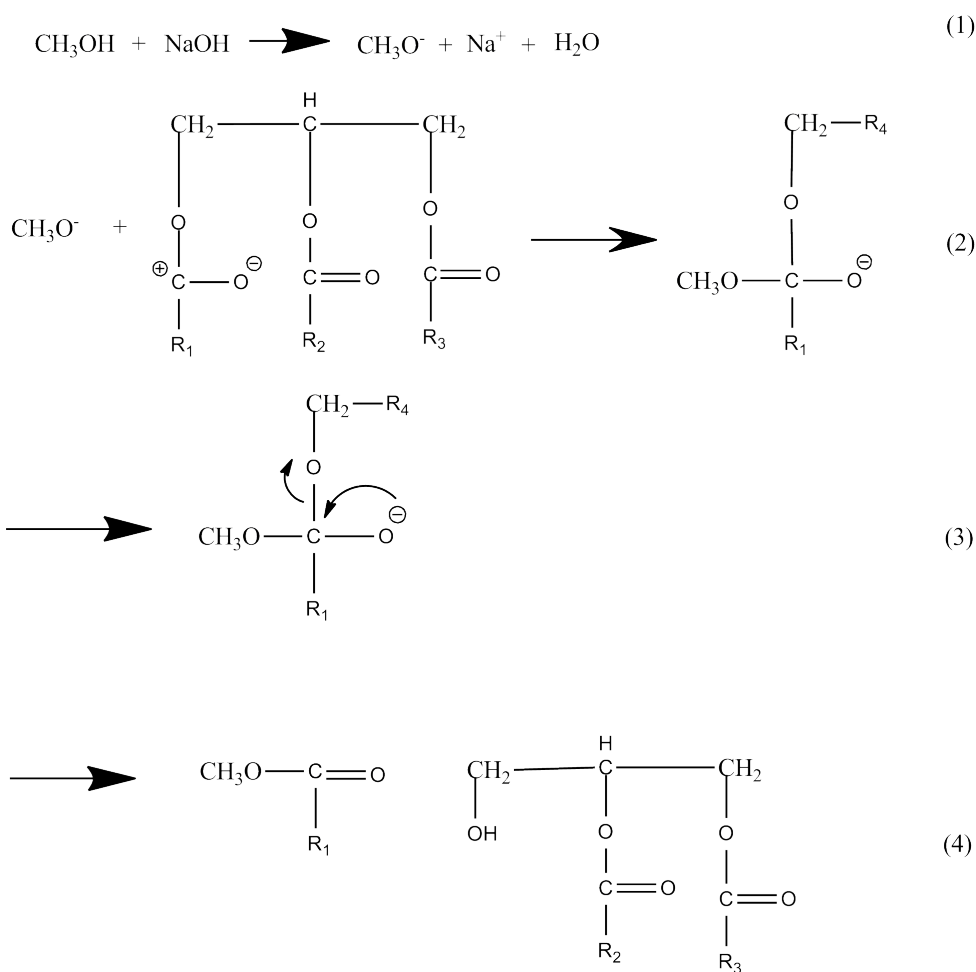 (1)
CH₃OH + NaOH CH₃O⁻ + Na⁺ + H₂O
H
CH₂ C CH₂
CH₂ R₄
O O O O
CH₃O⁻ +
⊕ C O ⊖ C O C O
CH₃O C O ⊖
(2)
R₁ R₂ R₃ R₁
CH₂ R₄
O
CH₃O C O ⊖
(3)
R₁
H
CH₃O C O
CH₂ C CH₂
OH O O
R₁
(4)
C O C O
R₂ R₃